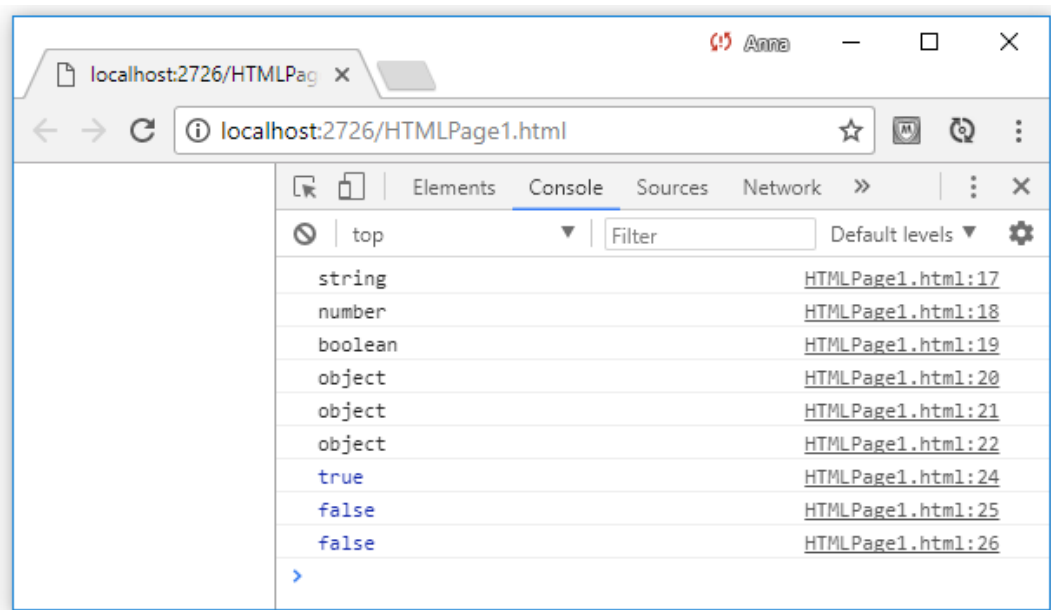 Anna
localhost:2726/HTMLPag
localhost:2726/HTMLPage1.html
Elements Console Sources Network »
top Filter Default levels
string HTMLPage1.html:17
number HTMLPage1.html:18
boolean HTMLPage1.html:19
object HTMLPage1.html:20
object HTMLPage1.html:21
object HTMLPage1.html:22
true HTMLPage1.html:24
false HTMLPage1.html:25
false HTMLPage1.html:26